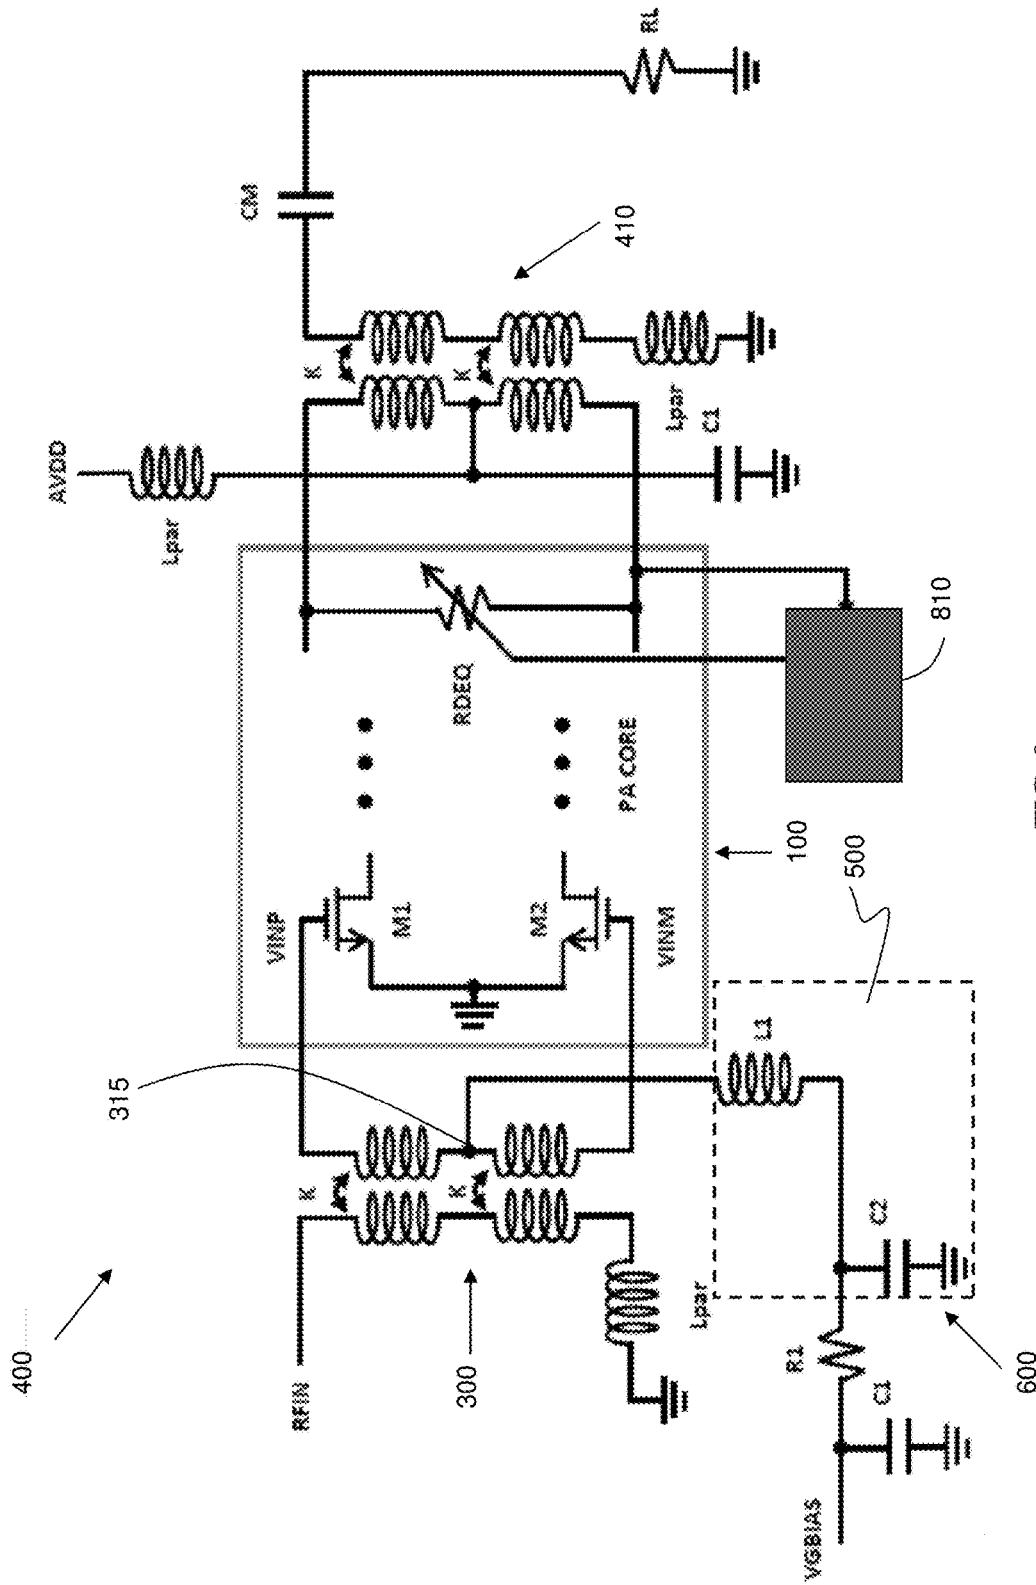 400
RFIN
K
K
300
Lpar
315
VINP
M1
M2
VINM
PA CORE
RDEQ
100
AVDD
Lpar
K
K
Lpar
C1
CM
410
RL
810
500
L1
C2
R1
C1
VGBIAS
600